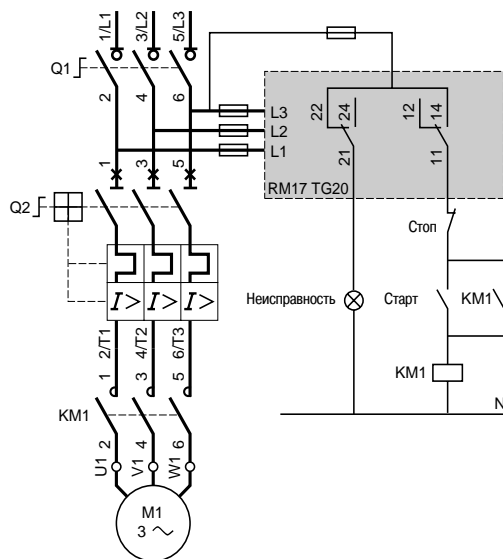 1/L1 3/L2 5/L3
Q1
2 4 6
L3
L2
L1
22 24 12 14
21 11
RM17 TG20
1 3 5
Q2
I> I> I>
2/T1 4/T2 6/T3
Стоп
Неисправность
Старт
KM1
KM1
N
1 3 5
KM1
2 4 6
U1 V1 W1
M1
3 ~